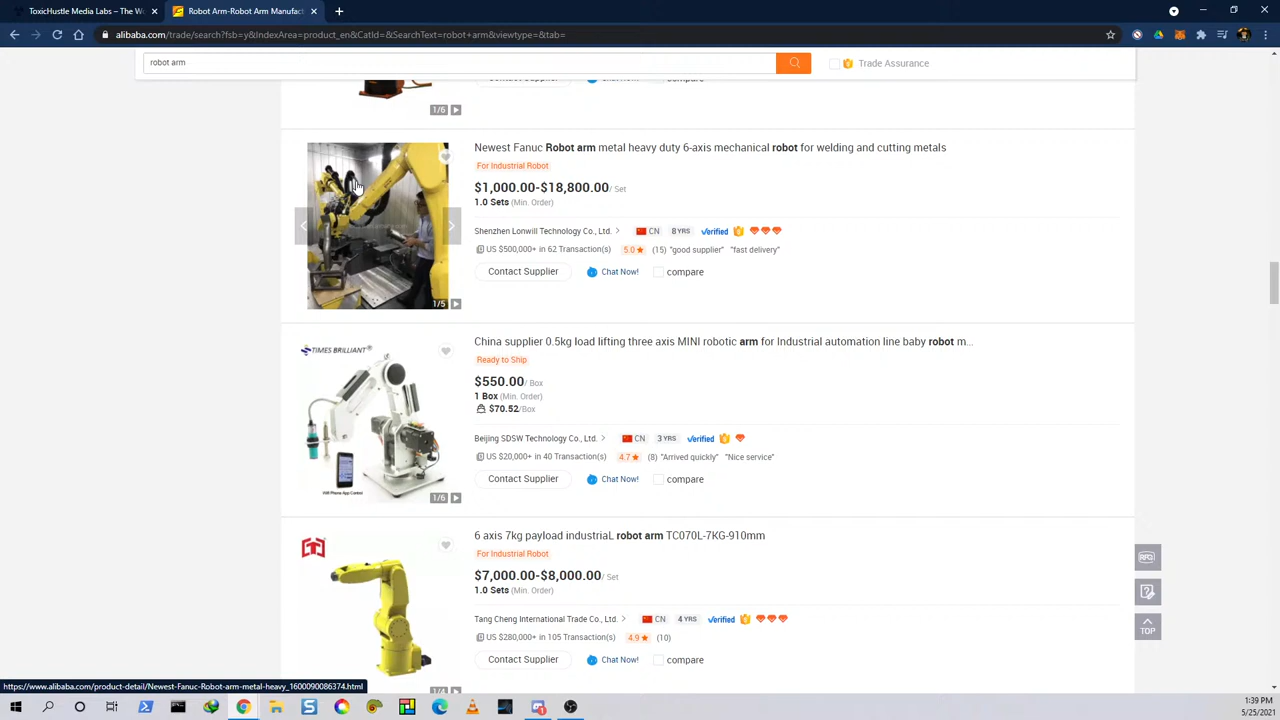 ToxicHustle Media Labs – The W
Robot Arm-Robot Arm Manufact
alibaba.com/trade/search?fsb=y&IndexArea=product_en&CatId=&SearchText=robot+arm&viewtype=&tab=
robot arm
Trade Assurance
Contact Supplier
Chat Now!
compare
1/6
Newest Fanuc Robot arm metal heavy duty 6-axis mechanical robot for welding and cutting metals
For Industrial Robot
$1,000.00-$18,800.00/ Set
1.0 Sets (Min. Order)
Shenzhen Lonwill Technology Co., Ltd. > CN 8 YRS Verified
US $500,000+ in 62 Transaction(s) 5.0 (15) "good supplier" "fast delivery"
Contact Supplier Chat Now! compare
1/5
China supplier 0.5kg load lifting three axis MINI robotic arm for Industrial automation line baby robot m...
TIMES BRILLIANT®
Ready to Ship
$550.00/ Box
1 Box (Min. Order)
$70.52/Box
Beijing SDSW Technology Co., Ltd. > CN 3 YRS Verified
US $20,000+ in 40 Transaction(s) 4.7 (8) "Arrived quickly" "Nice service"
Contact Supplier Chat Now! compare
Wifi Phone App Control
1/6
6 axis 7kg payload industriaL robot arm TC070L-7KG-910mm
For Industrial Robot
$7,000.00-$8,000.00/ Set
1.0 Sets (Min. Order)
Tang Cheng International Trade Co., Ltd. > CN 4 YRS Verified
US $280,000+ in 105 Transaction(s) 4.9 (10)
Contact Supplier Chat Now! compare
1/4
RFQ
TOP
https://www.alibaba.com/product-detail/Newest-Fanuc-Robot-arm-metal-heavy_1600090086374.html
1:39 PM
5/25/2021